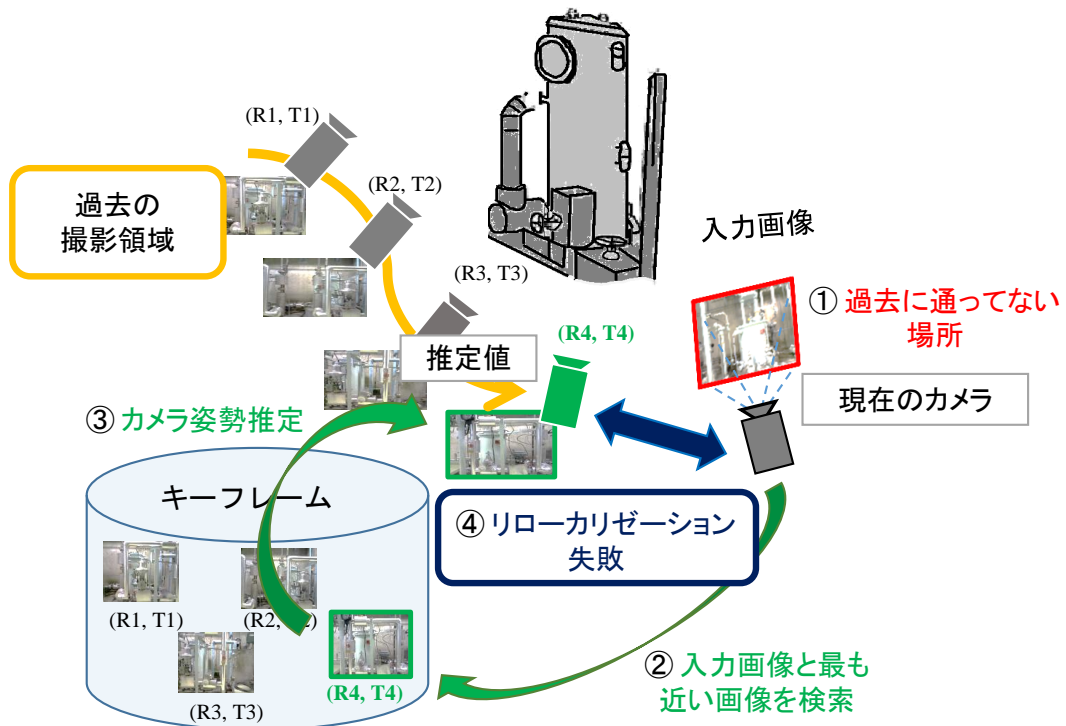 (R1, T1)
(R2, T2)
過去の
撮影領域
入力画像
(R3, T3)
① 過去に通ってない
場所
(R4, T4)
推定値
現在のカメラ
③ カメラ姿勢推定
キーフレーム
④ リローカリゼーション
失敗
(R1, T1)
(R2, T2)
(R3, T3)
(R4, T4)
② 入力画像と最も
近い画像を検索